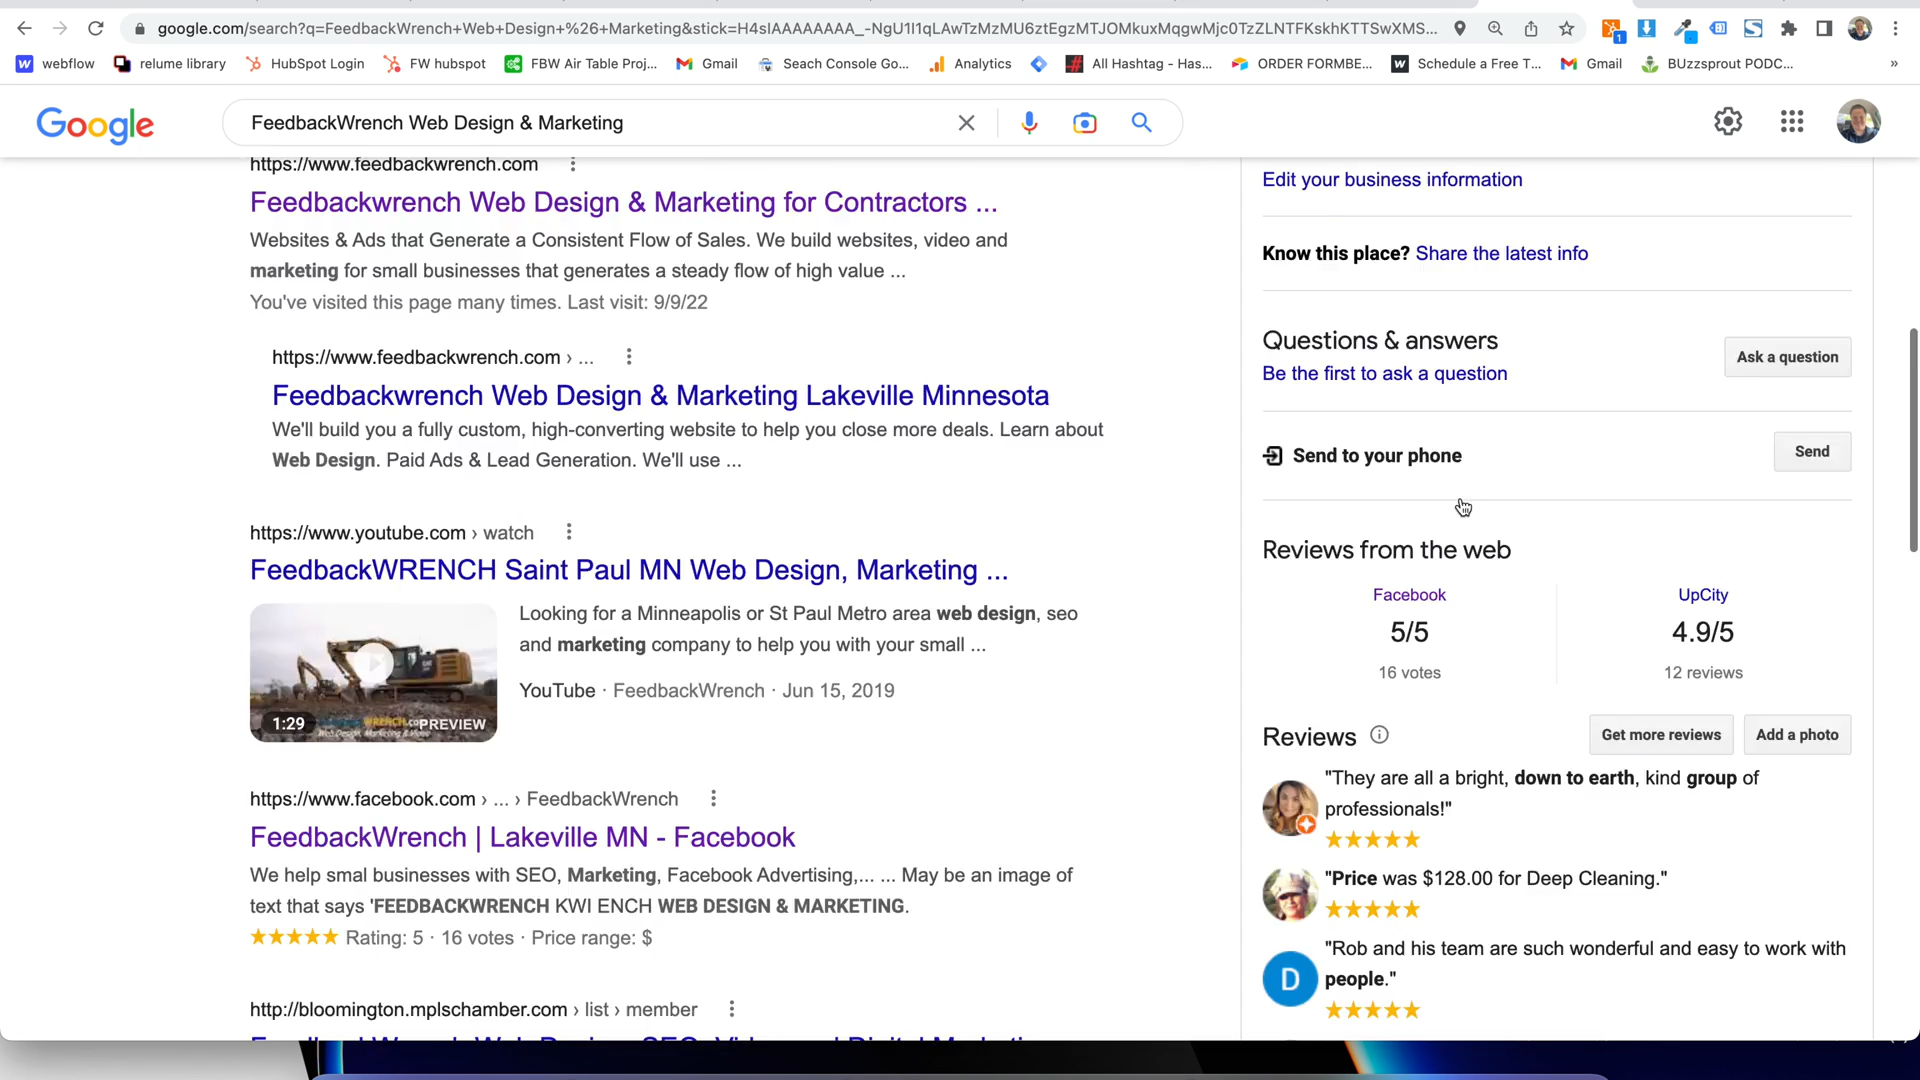 google.com/search?q=FeedbackWrench+Web+Design+%26+Marketing&stick=H4sIAAAAAAAA_-NgU1I1qLAwTzMzMU6ztEgzMTJOMkuxMqgwMjc0TzZLNTFKskhKTTSwXMS...
1
webflow
relume library
HubSpot Login
FW hubspot
FBW Air Table Proj...
Gmail
Seach Console Go...
Analytics
All Hashtag - Has...
ORDER FORMBE...
Schedule a Free T...
Gmail
BUzzsprout PODC...
»
Google
FeedbackWrench Web Design & Marketing
https://www.feedbackwrench.com
Feedbackwrench Web Design & Marketing for Contractors ...
Websites & Ads that Generate a Consistent Flow of Sales. We build websites, video and
marketing for small businesses that generates a steady flow of high value ...
You've visited this page many times. Last visit: 9/9/22
https://www.feedbackwrench.com › ...
Feedbackwrench Web Design & Marketing Lakeville Minnesota
We'll build you a fully custom, high-converting website to help you close more deals. Learn about
Web Design. Paid Ads & Lead Generation. We'll use ...
https://www.youtube.com › watch
FeedbackWRENCH Saint Paul MN Web Design, Marketing ...
Looking for a Minneapolis or St Paul Metro area web design, seo
and marketing company to help you with your small ...
YouTube · FeedbackWrench · Jun 15, 2019
1:29
PREVIEW
https://www.facebook.com › ... › FeedbackWrench
FeedbackWrench | Lakeville MN - Facebook
We help smal businesses with SEO, Marketing, Facebook Advertising,... ... May be an image of
text that says 'FEEDBACKWRENCH KWI ENCH WEB DESIGN & MARKETING.
Rating: 5 · 16 votes · Price range: $
http://bloomington.mplschamber.com › list › member
Edit your business information
Know this place? Share the latest info
Questions & answers
Be the first to ask a question
Ask a question
Send to your phone
Send
Reviews from the web
Facebook
5/5
16 votes
UpCity
4.9/5
12 reviews
Reviews
Get more reviews
Add a photo
"They are all a bright, down to earth, kind group of
professionals!"
"Price was $128.00 for Deep Cleaning."
D
"Rob and his team are such wonderful and easy to work with
people."